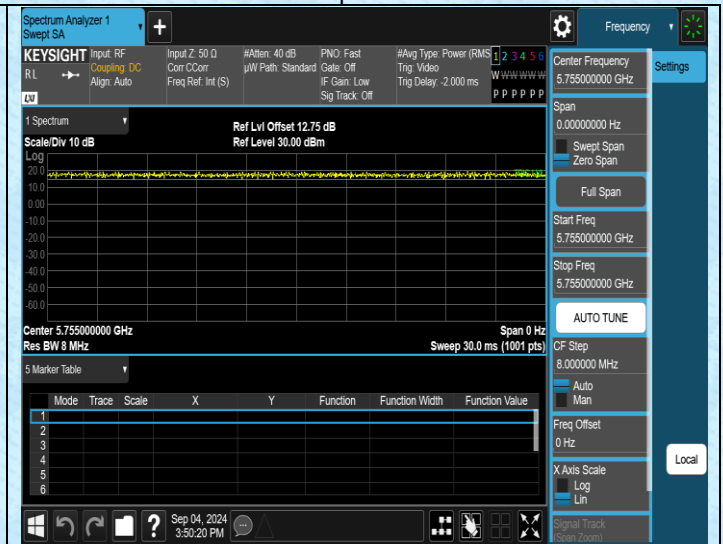 Spectrum Analyzer 1
Swept SA
Frequency
KEYSIGHT
RL
LXI
Input: RF
Coupling: DC
Align: Auto
Input Z: 50 Ω
Corr CCorr
Freq Ref: Int (S)
#Atten: 40 dB
µW Path: Standard
PNO: Fast
Gate: Off
IF Gain: Low
Sig Track: Off
#Avg Type: Power (RMS
Trig: Video
Trig Delay: -2.000 ms
1 2 3 4 5 6
W W W W W W
P P P P P P
1 Spectrum
Scale/Div 10 dB
Ref Lvl Offset 12.75 dB
Ref Level 30.00 dBm
Log
20.0
10.0
0.00
-10.0
-20.0
-30.0
-40.0
-50.0
-60.0
Center 5.755000000 GHz
Res BW 8 MHz
Span 0 Hz
Sweep 30.0 ms (1001 pts)
5 Marker Table
Mode Trace Scale X Y Function Function Width Function Value
1
2
3
4
5
6
Sep 04, 2024
3:50:20 PM
Center Frequency
5.755000000 GHz
Settings
Span
0.00000000 Hz
Swept Span
Zero Span
Full Span
Start Freq
5.755000000 GHz
Stop Freq
5.755000000 GHz
AUTO TUNE
CF Step
8.000000 MHz
Auto
Man
Freq Offset
0 Hz
X Axis Scale
Log
Lin
Signal Track
(Span Zoom)
Local